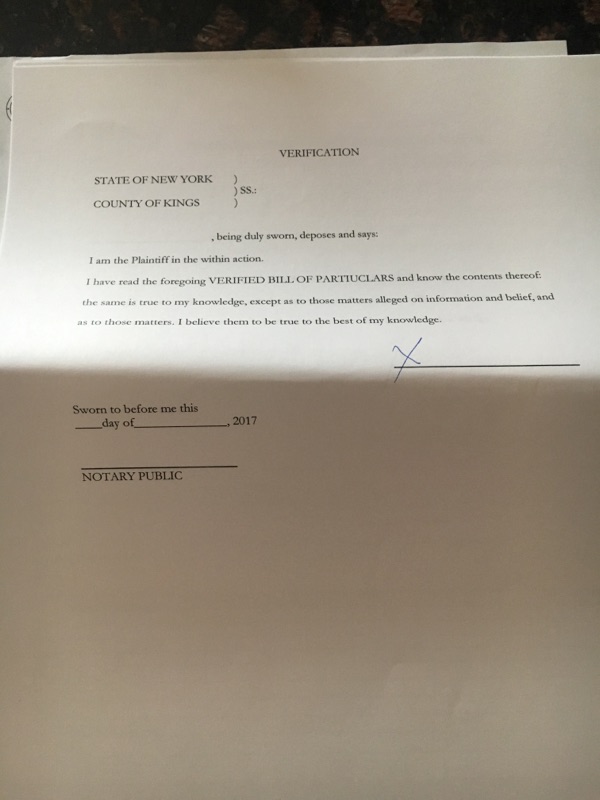 VERIFICATION
STATE OF NEW YORK )
) SS.:
COUNTY OF KINGS )
, being duly sworn, deposes and says:
I am the Plaintiff in the within action.
I have read the foregoing VERIFIED BILL OF PARTIUCLARS and know the contents thereof:
the same is true to my knowledge, except as to those matters alleged on information and belief, and
as to those matters. I believe them to be true to the best of my knowledge.
X
Sworn to before me this
____day of________________, 2017
NOTARY PUBLIC